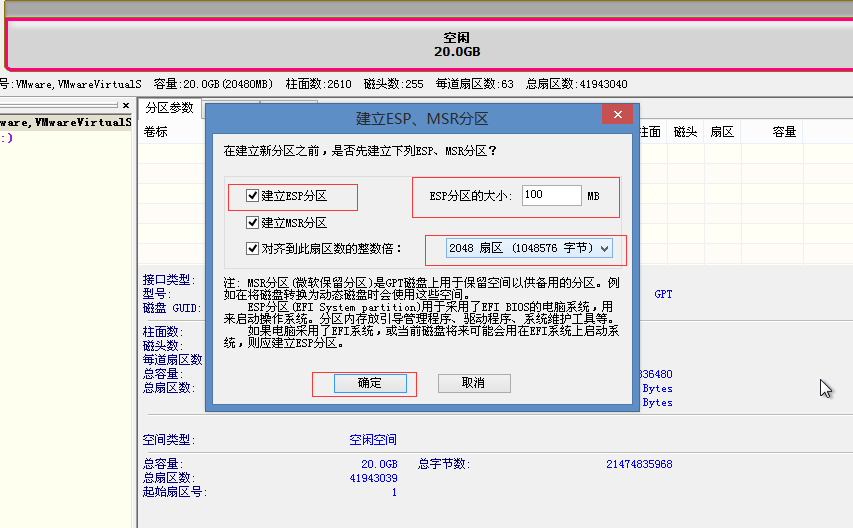 空闲
20.0GB
号:VMware,VMwareVirtualS 容量:20.0GB(20480MB) 柱面数:2610 磁头数:255 每道扇区数:63 总扇区数:41943040
ware,VMwareVirtualS
:)
分区参数
卷标 柱面 磁头 扇区 容量
建立ESP、MSR分区
在建立新分区之前,是否先建立下列ESP、MSR分区?
建立ESP分区 ESP分区的大小: 100 MB
建立MSR分区
对齐到此扇区数的整数倍: 2048 扇区 (1048576 字节)
注: MSR分区(微软保留分区)是GPT磁盘上用于保留空间以供备用的分区。例
如在将磁盘转换为动态磁盘时会使用这些空间。
ESP分区(EFI System partition)用于采用了EFI BIOS的电脑系统,用
来启动操作系统。分区内存放引导管理程序、驱动程序、系统维护工具等。
如果电脑采用了EFI系统,或当前磁盘将来可能会用在EFI系统上启动系
统,则应建立ESP分区。
确定 取消
接口类型:
型号: GPT
磁盘 GUID:
柱面数:
磁头数:
每道扇区数
总容量: 836480
总扇区数: Bytes
Bytes
空间类型: 空闲空间
总容量: 20.0GB 总字节数: 21474835968
总扇区数: 41943039
起始扇区号: 1